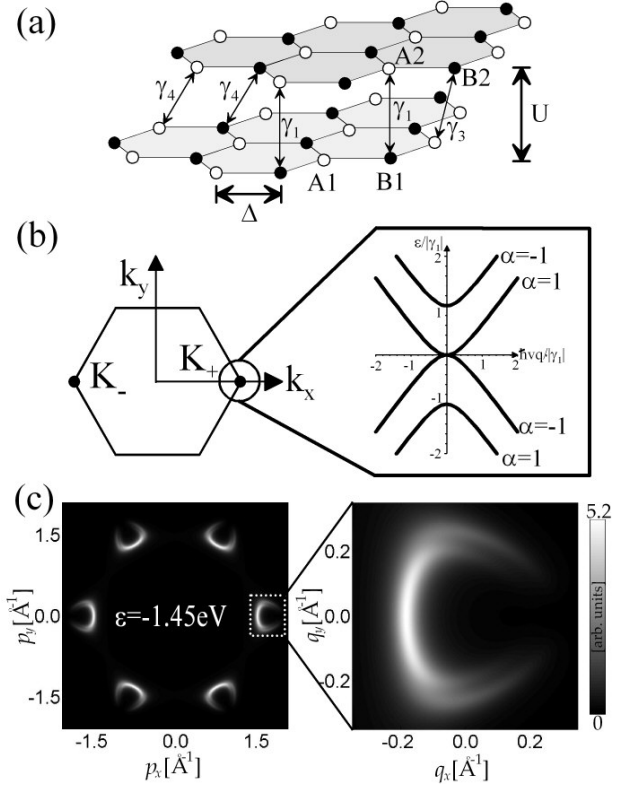 (a)
A2
B2
γ4
γ4
γ1
γ1
γ3
U
A1
B1
Δ
(b)
ky
K+
K-
kx
ε/|γ1|
2
1
-1
-2
-2
-1
1
2
ħvq/|γ1|
α=-1
α=1
α=-1
α=1
(c)
ε=-1.45eV
py[Å-1]
1.5
0.0
-1.5
-1.5
0.0
1.5
px[Å-1]
qy[Å-1]
0.2
0.0
-0.2
-0.2
0.0
0.2
qx[Å-1]
5.2
[arb. units]
0